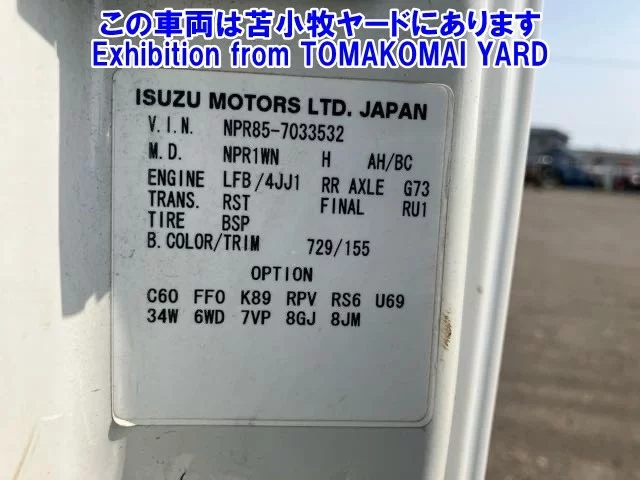 この車両は苫小牧ヤードにあります
Exhibition from TOMAKOMAI YARD
ISUZU MOTORS LTD. JAPAN
V.I.N. NPR85-7033532
M.D. NPR1WN H AH/BC
ENGINE LFB/4JJ1 RR AXLE G73
TRANS. RST FINAL RU1
TIRE BSP
B.COLOR/TRIM 729/155
OPTION
C60 FF0 K89 RPV RS6 U69
34W 6WD 7VP 8GJ 8JM